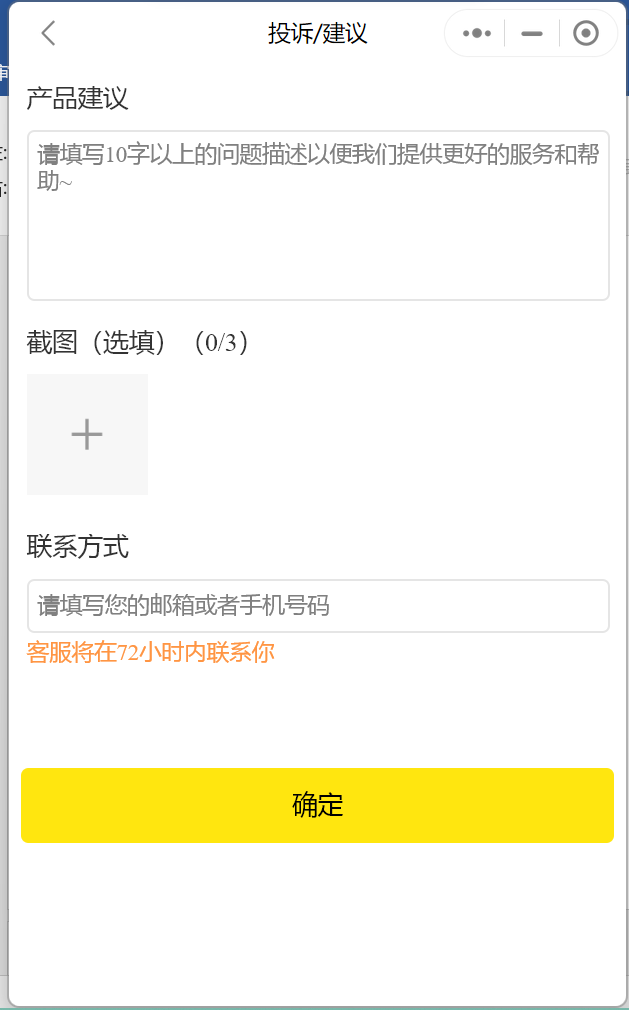 投诉/建议
产品建议
请填写10字以上的问题描述以便我们提供更好的服务和帮
助~
截图（选填）（0/3）
联系方式
请填写您的邮箱或者手机号码
客服将在72小时内联系你
确定